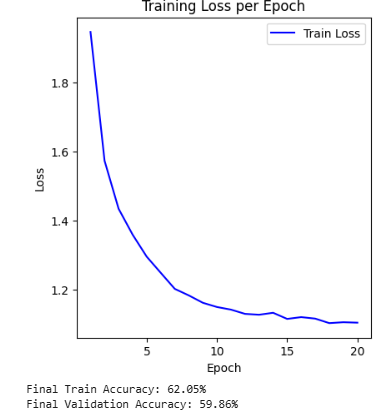 Training Loss per Epoch
Train Loss
1.8
1.6
1.4
1.2
Loss
5 10 15 20
Epoch
Final Train Accuracy: 62.05%
Final Validation Accuracy: 59.86%